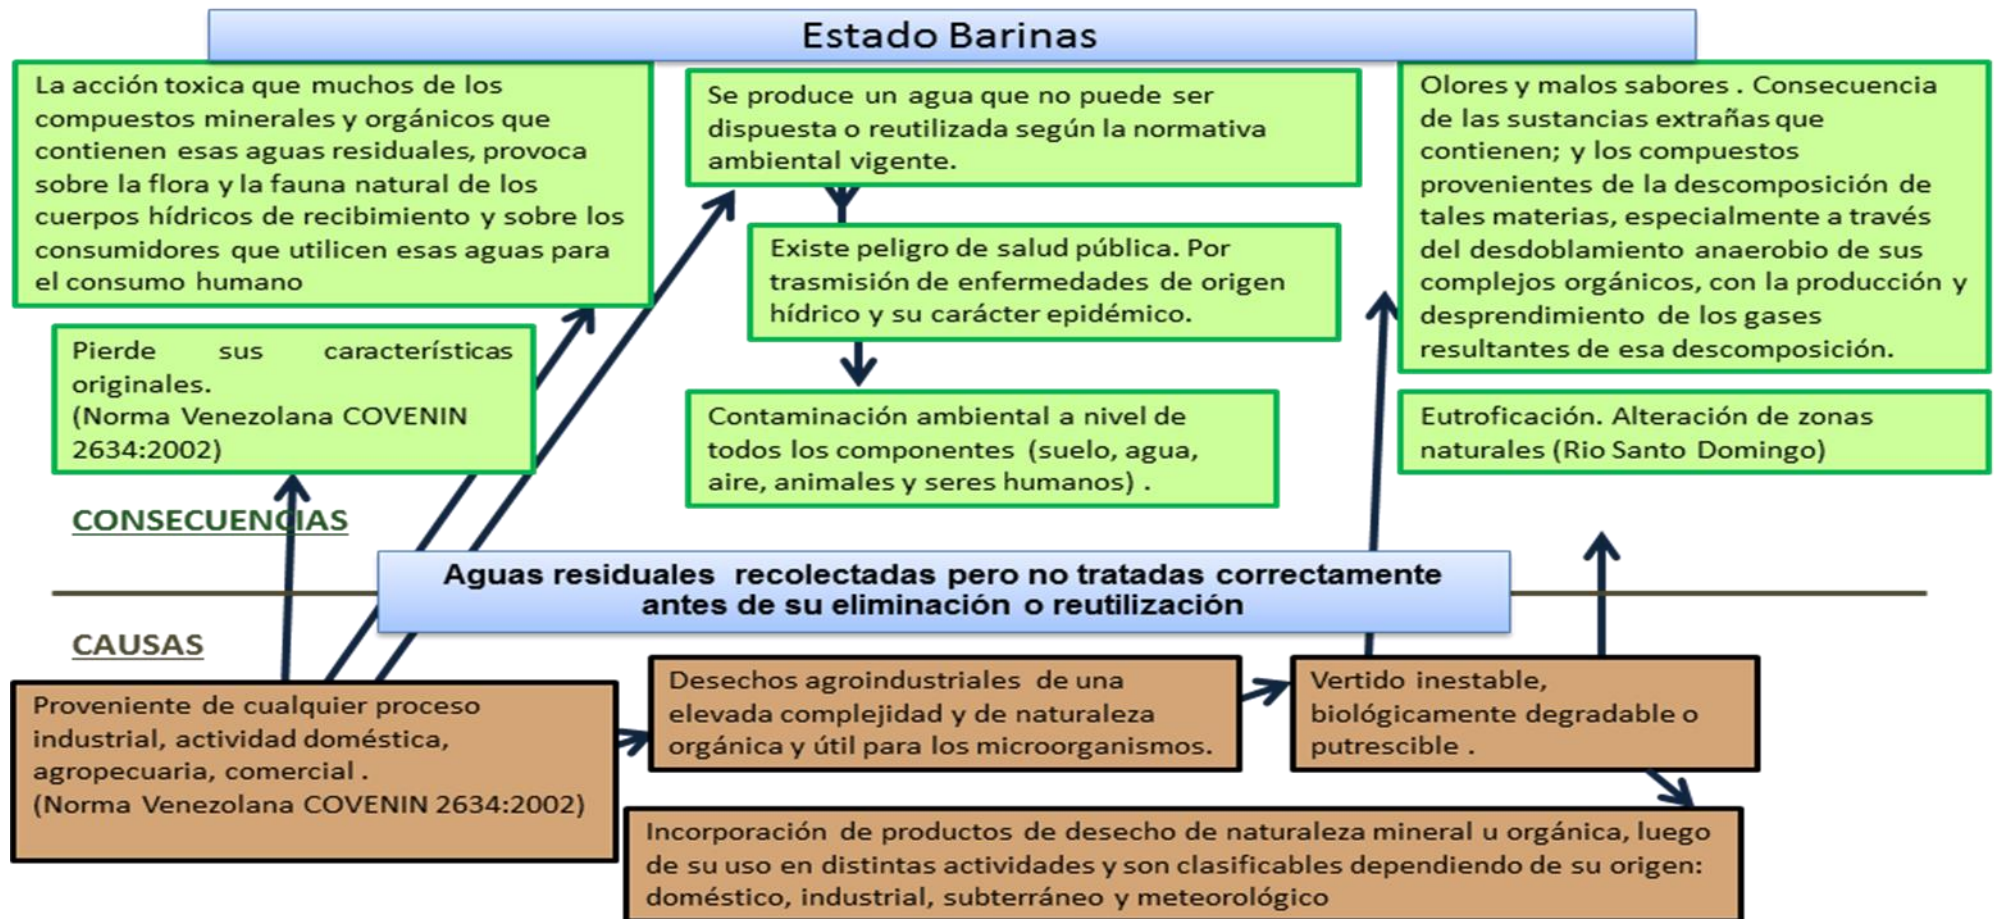 Estado Barinas
La acción toxica que muchos de los
compuestos minerales y orgánicos que
contienen esas aguas residuales, provoca
sobre la flora y la fauna natural de los
cuerpos hídricos de recibimiento y sobre los
consumidores que utilicen esas aguas para
el consumo humano
Se produce un agua que no puede ser
dispuesta o reutilizada según la normativa
ambiental vigente.
Olores y malos sabores . Consecuencia
de las sustancias extrañas que
contienen; y los compuestos
provenientes de la descomposición de
tales materias, especialmente a través
del desdoblamiento anaerobio de sus
complejos orgánicos, con la producción y
desprendimiento de los gases
resultantes de esa descomposición.
Existe peligro de salud pública. Por
trasmisión de enfermedades de origen
hídrico y su carácter epidémico.
Pierde sus características
originales.
(Norma Venezolana COVENIN
2634:2002)
Contaminación ambiental a nivel de
todos los componentes (suelo, agua,
aire, animales y seres humanos) .
Eutroficación. Alteración de zonas
naturales (Rio Santo Domingo)
CONSECUENCIAS
Aguas residuales recolectadas pero no tratadas correctamente
antes de su eliminación o reutilización
CAUSAS
Proveniente de cualquier proceso
industrial, actividad doméstica,
agropecuaria, comercial .
(Norma Venezolana COVENIN 2634:2002)
Desechos agroindustriales de una
elevada complejidad y de naturaleza
orgánica y útil para los microorganismos.
Vertido inestable,
biológicamente degradable o
putrescible .
Incorporación de productos de desecho de naturaleza mineral u orgánica, luego
de su uso en distintas actividades y son clasificables dependiendo de su origen:
doméstico, industrial, subterráneo y meteorológico